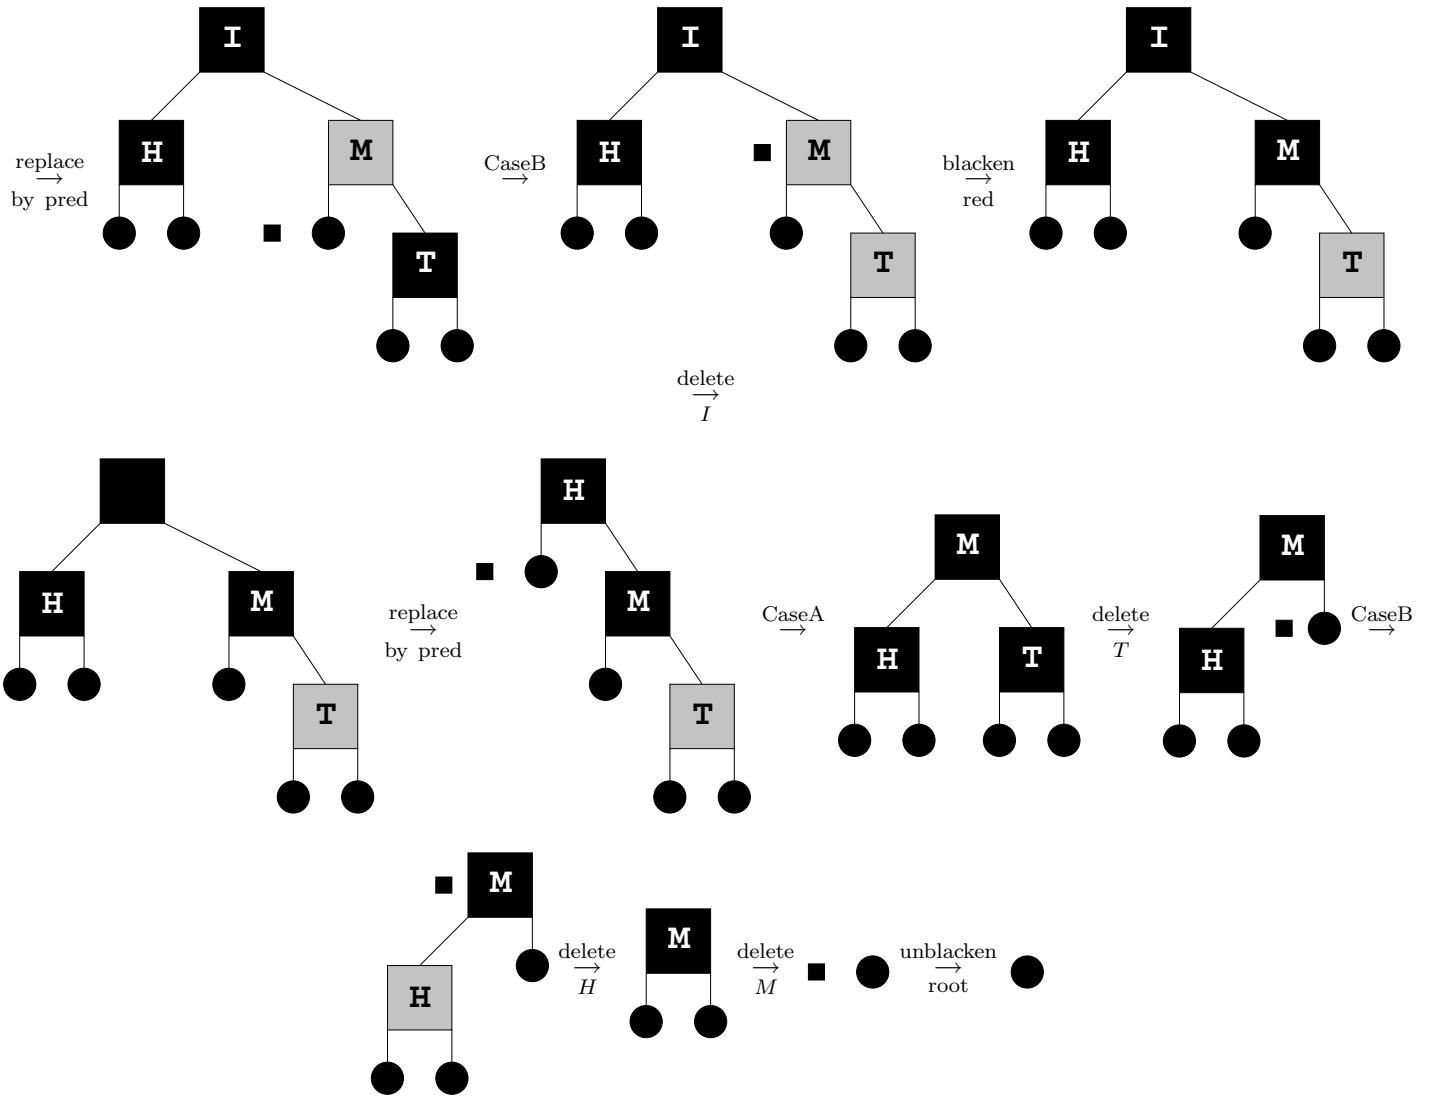 I
I
I
H
M
H
M
H
M
replace
by pred
CaseB
blacken
red
T
T
T
delete
I
H
H
M
M
M
M
replace
by pred
CaseA
delete
T
CaseB
H
T
H
T
T
M
M
H
delete
H
delete
M
unblacken
root